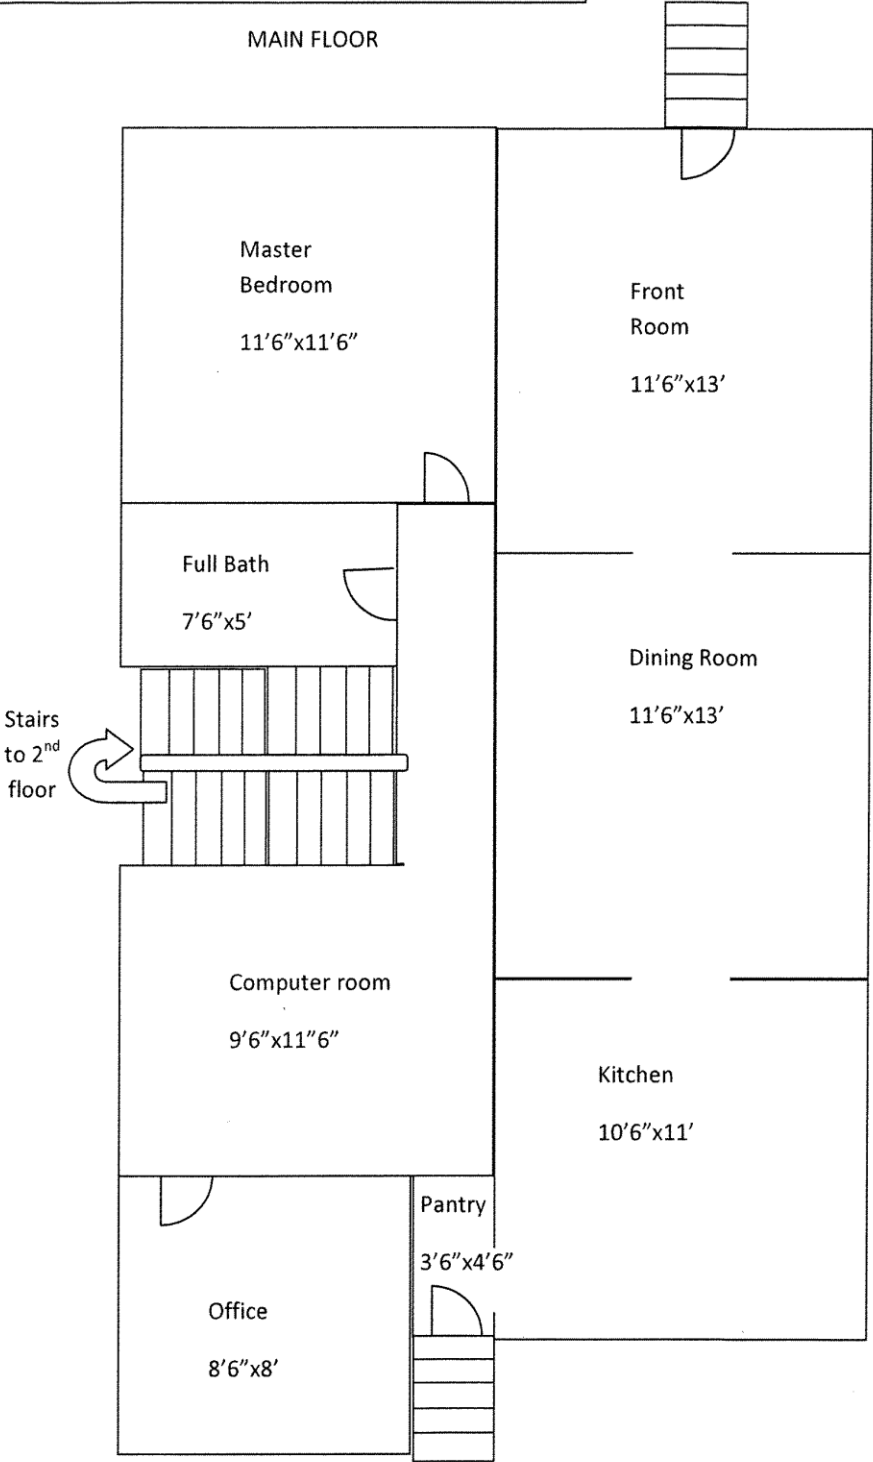 MAIN FLOOR
Master
Bedroom
11’6”x11’6”
Front
Room
11’6”x13’
Full Bath
7’6”x5’
Dining Room
11’6”x13’
Stairs
to 2nd
floor
Computer room
9’6”x11”6”
Kitchen
10’6”x11’
Pantry
3’6”x4’6”
Office
8’6”x8’